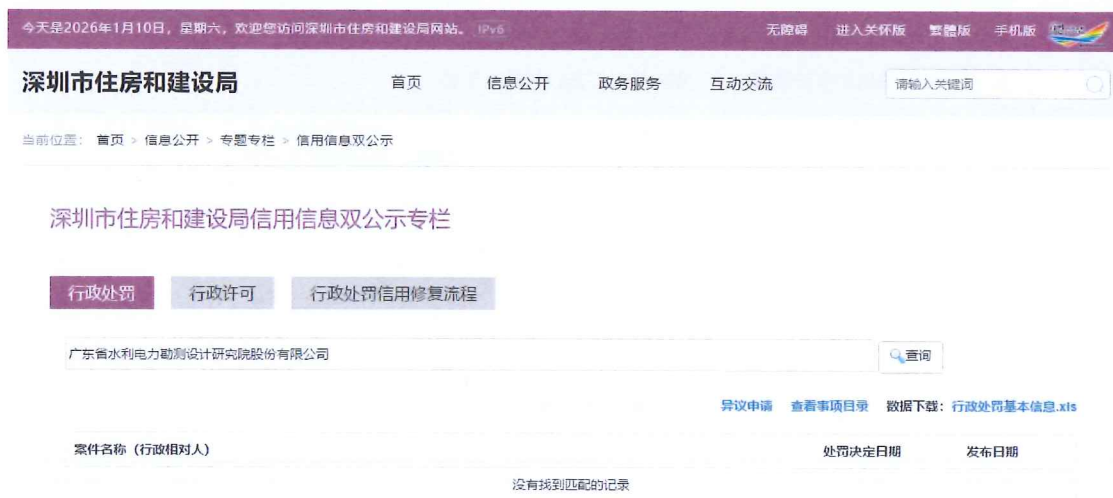 今天是2026年1月10日，星期六，欢迎您访问深圳市住房和建设局网站。 IPv6 无障碍 进入关怀版 繁體版 手机版
深圳市住房和建设局 首页 信息公开 政务服务 互动交流 请输入关键词
当前位置： 首页 > 信息公开 > 专题专栏 > 信用信息双公示
深圳市住房和建设局信用信息双公示专栏
行政处罚 行政许可 行政处罚信用修复流程
广东省水利电力勘测设计研究院股份有限公司 查询
异议申请 查看事项目录 数据下载：行政处罚基本信息.xls
案件名称（行政相对人） 处罚决定日期 发布日期
没有找到匹配的记录